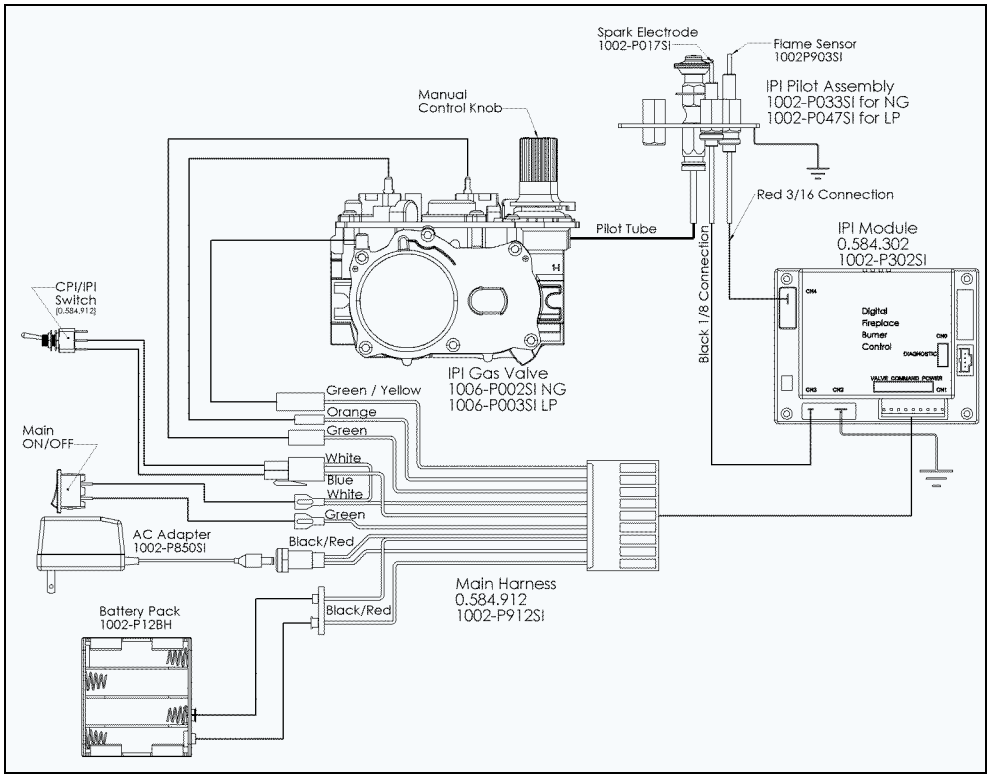 Spark Electrode
1002-P017SI
Flame Sensor
1002P903SI
IPI Pilot Assembly
1002-P033SI for NG
1002-P047SI for LP
Manual
Control Knob
Red 3/16 Connection
Pilot Tube
Black 1/8 Connection
IPI Module
0.584.302
1002-P302SI
CN4
Digital
Fireplace
Burner
Control
CN0
DIAGNOSTIC
VALVE COMMAND POWER
CN3
CN2
CN1
CPI/IPI
Switch
(0.584.912)
IPI Gas Valve
1006-P002SI NG
1006-P003SI LP
Green / Yellow
Orange
Green
Main
ON/OFF
White
Blue
White
Green
AC Adapter
1002-P850SI
Black/Red
Main Harness
0.584.912
1002-P912SI
Battery Pack
1002-P12BH
Black/Red